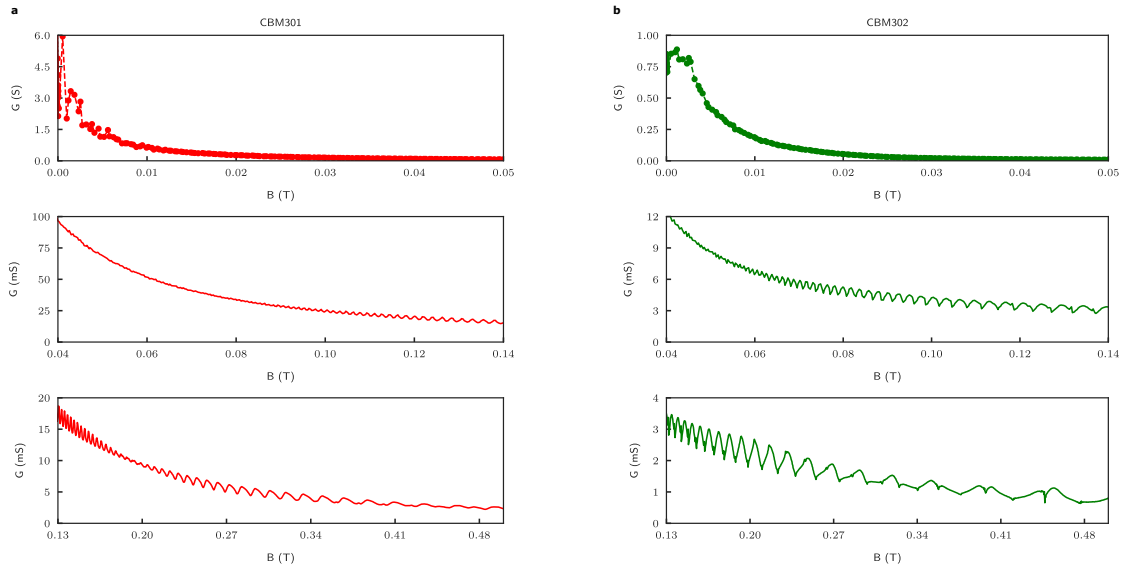 a
CBM301
6.0
4.5
3.0
1.5
0.0
G (S)
0.00 0.01 0.02 0.03 0.04 0.05
B (T)
100
75
50
25
0
G (mS)
0.04 0.06 0.08 0.10 0.12 0.14
B (T)
20
15
10
5
0
G (mS)
0.13 0.20 0.27 0.34 0.41 0.48
B (T)
b
CBM302
1.00
0.75
0.50
0.25
0.00
G (S)
0.00 0.01 0.02 0.03 0.04 0.05
B (T)
12
9
6
3
0
G (mS)
0.04 0.06 0.08 0.10 0.12 0.14
B (T)
4
3
2
1
0
G (mS)
0.13 0.20 0.27 0.34 0.41 0.48
B (T)